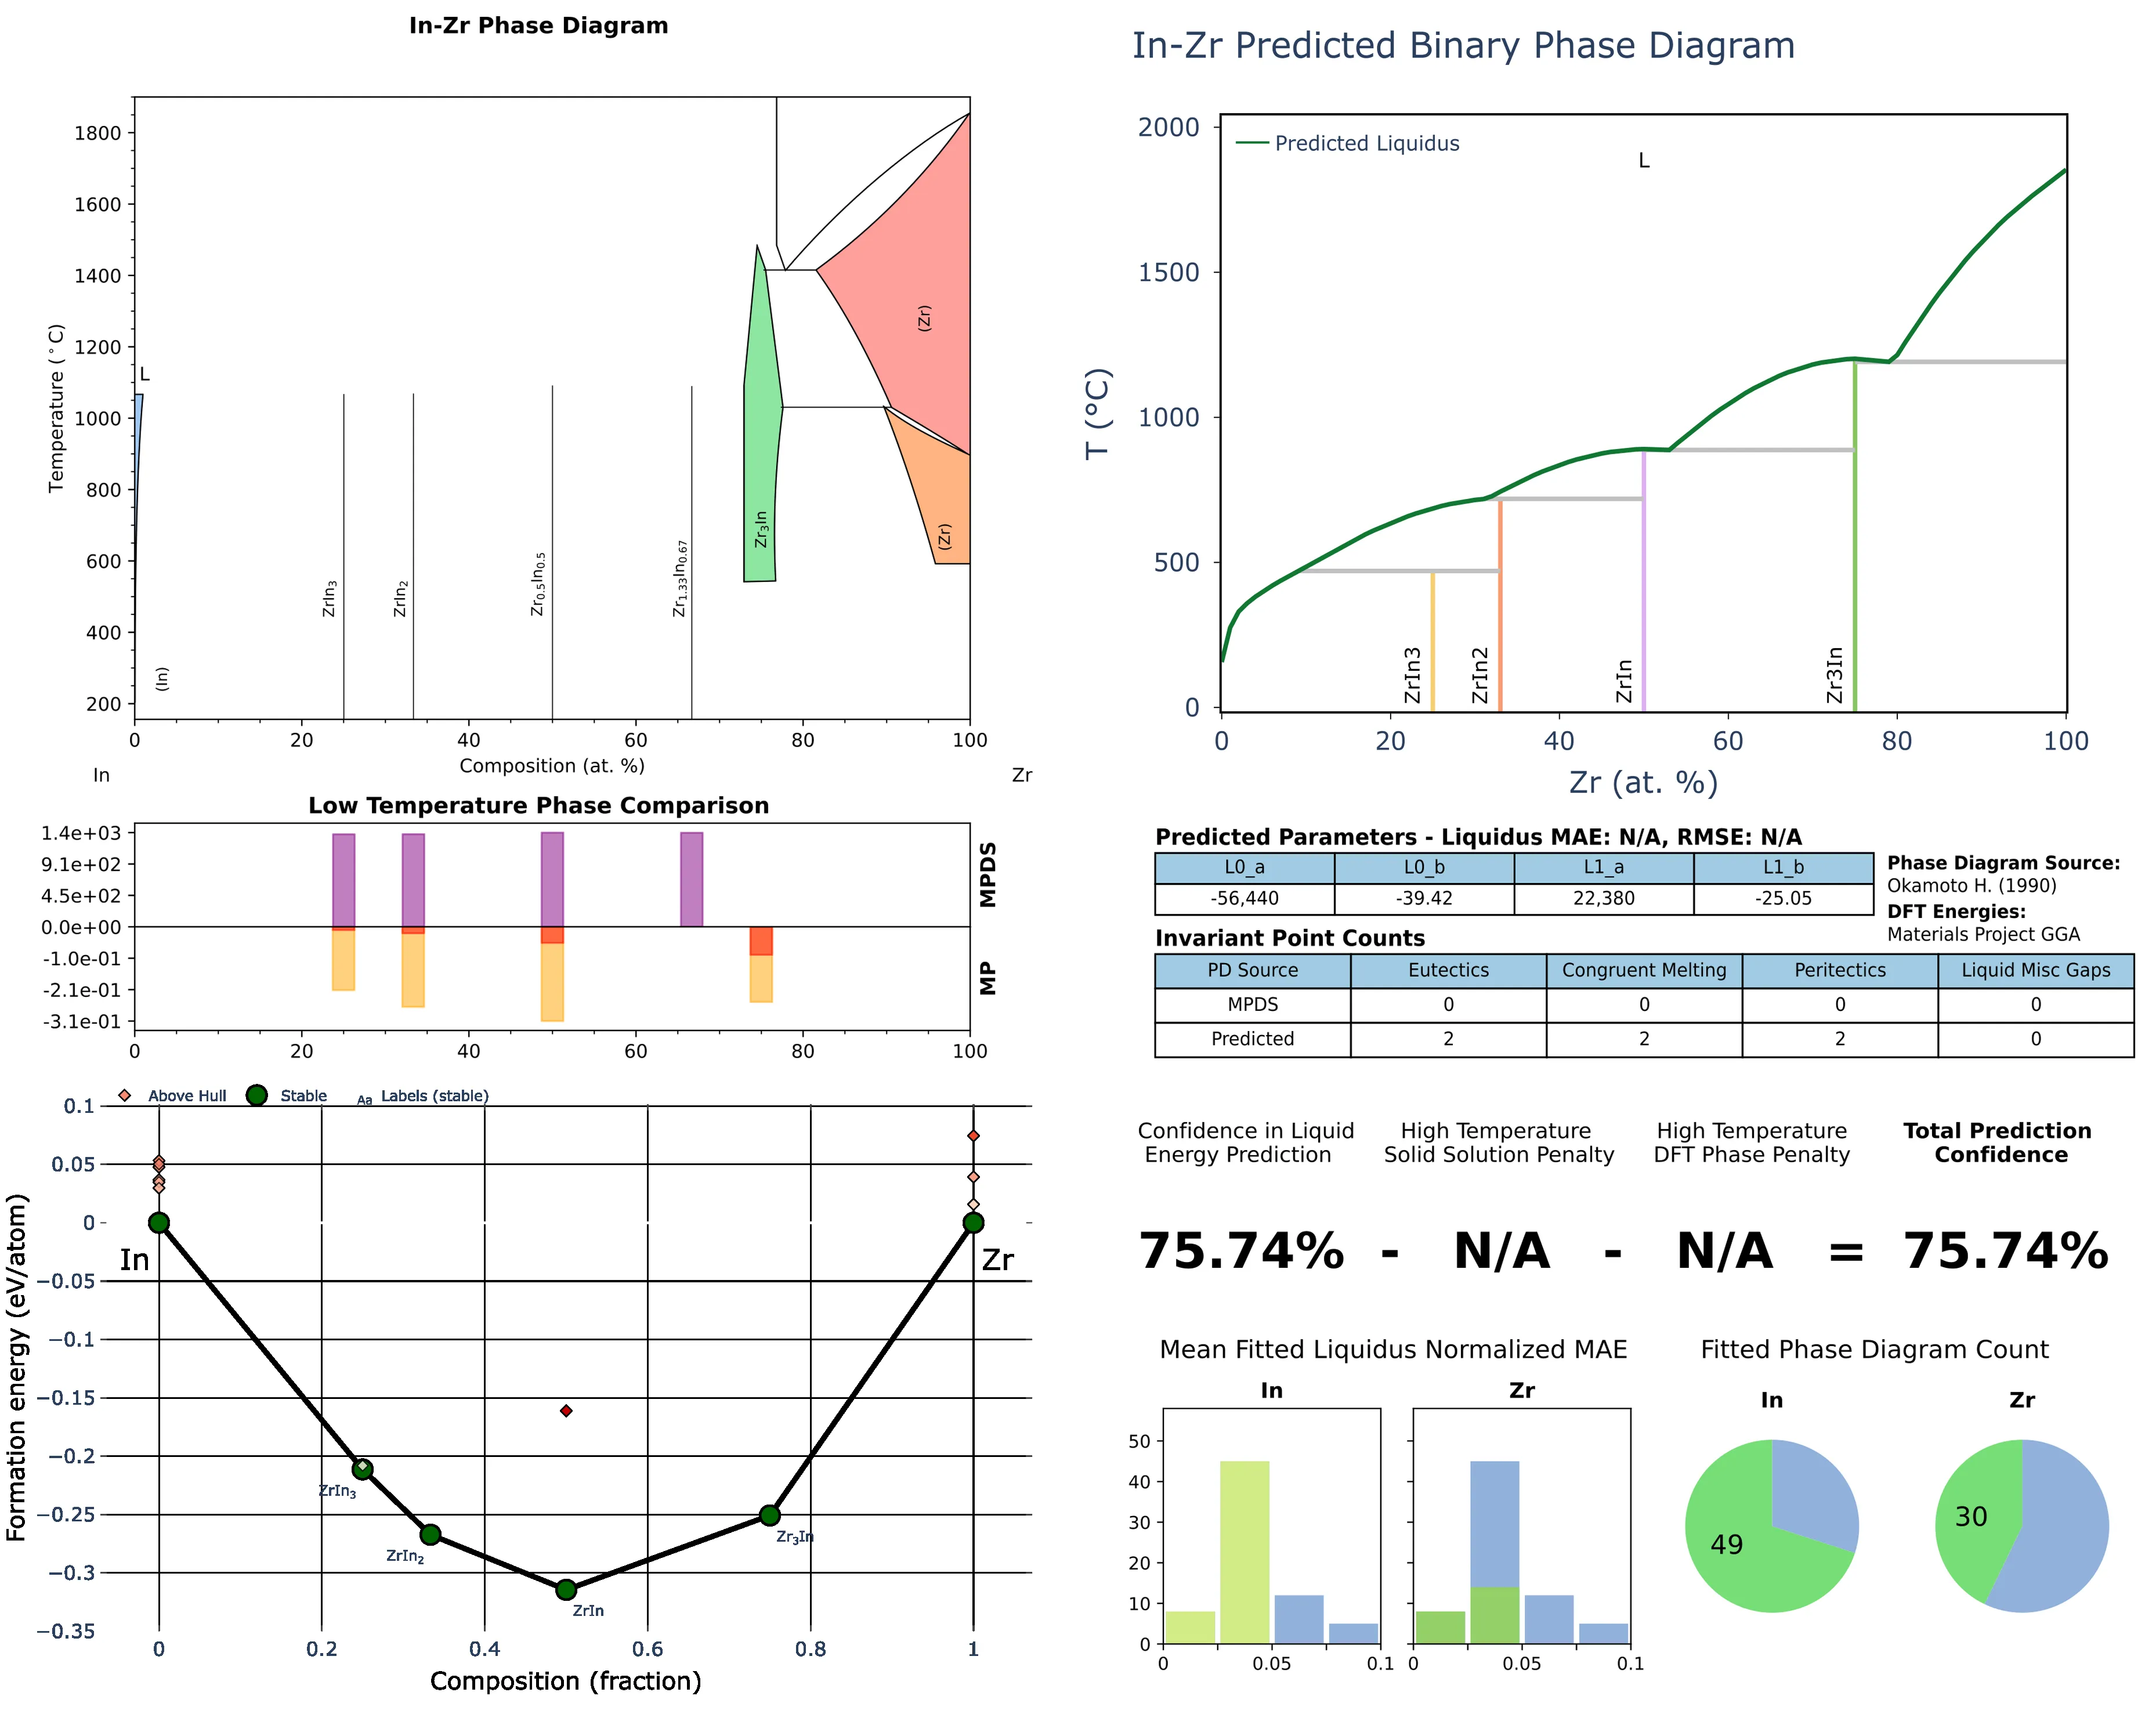 In-Zr Phase Diagram
1800
1600
1400
1200
1000
800
600
400
200
Temperature (°C)
L
(In)
ZrIn3
ZrIn2
Zr0.5In0.5
Zr1.33In0.67
Zr3In
(Zr)
(Zr)
0 20 40 60 80 100
Composition (at. %)
In Zr
Low Temperature Phase Comparison
1.4e+03
9.1e+02
4.5e+02
0.0e+00
-1.0e-01
-2.1e-01
-3.1e-01
MPDS
MP
0 20 40 60 80 100
Above Hull Stable Aa Labels (stable)
0.1
0.05
0
−0.05
−0.1
−0.15
−0.2
−0.25
−0.3
−0.35
Formation energy (eV/atom)
In Zr
ZrIn3
ZrIn2
ZrIn
Zr3In
0 0.2 0.4 0.6 0.8 1
Composition (fraction)
In-Zr Predicted Binary Phase Diagram
Predicted Liquidus
L
2000
1500
1000
500
0
T (°C)
ZrIn3
ZrIn2
ZrIn
Zr3In
0 20 40 60 80 100
Zr (at. %)
Predicted Parameters - Liquidus MAE: N/A, RMSE: N/A
L0_a L0_b L1_a L1_b
-56,440 -39.42 22,380 -25.05
Phase Diagram Source:
Okamoto H. (1990)
DFT Energies:
Materials Project GGA
Invariant Point Counts
PD Source Eutectics Congruent Melting Peritectics Liquid Misc Gaps
MPDS 0 0 0 0
Predicted 2 2 2 0
Confidence in Liquid
Energy Prediction
High Temperature
Solid Solution Penalty
High Temperature
DFT Phase Penalty
Total Prediction
Confidence
75.74% - N/A - N/A = 75.74%
Mean Fitted Liquidus Normalized MAE
In Zr
50
40
30
20
10
0
0 0.05 0.1
0 0.05 0.1
Fitted Phase Diagram Count
In Zr
49
30